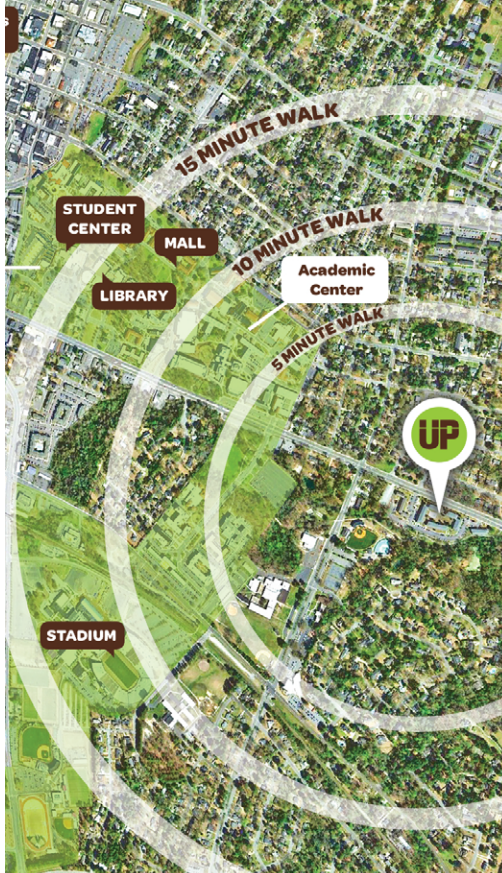 S
15 MINUTE WALK
STUDENT
CENTER
10 MINUTE WALK
MALL
Academic
Center
LIBRARY
5 MINUTE WALK
UP
STADIUM